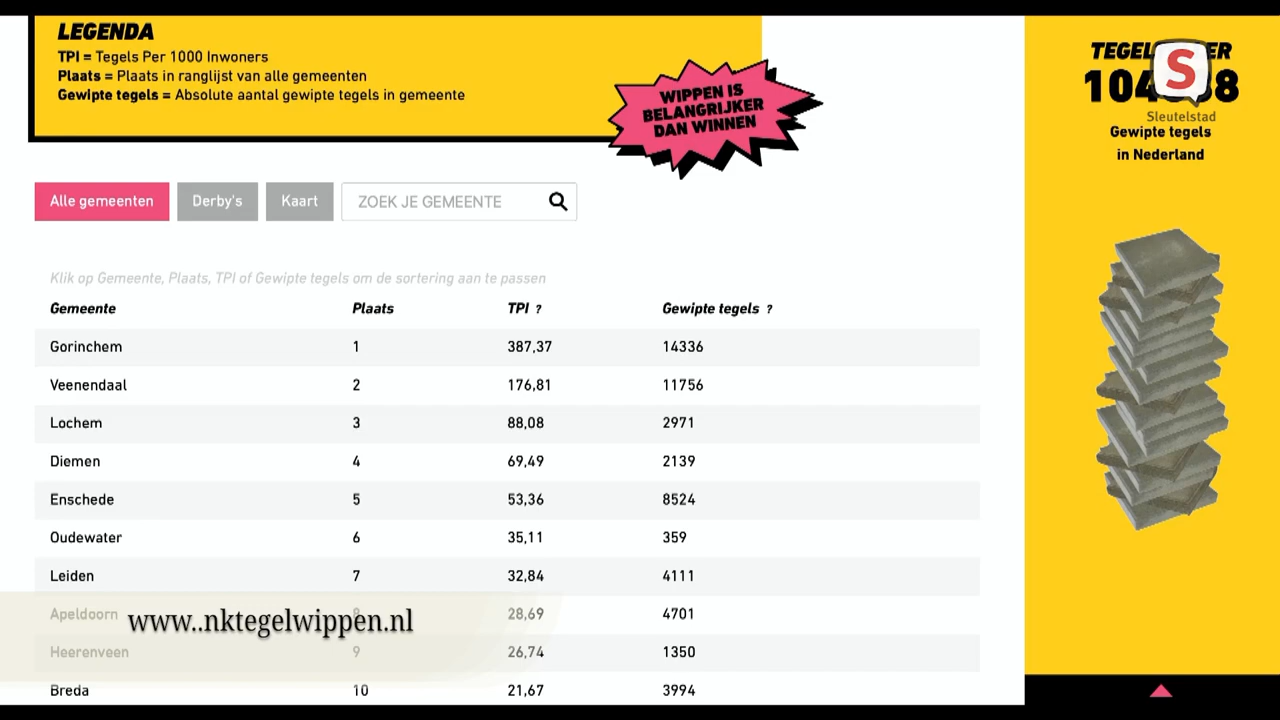 LEGENDA
TPI = Tegels Per 1000 Inwoners
Plaats = Plaats in ranglijst van alle gemeenten
Gewipte tegels = Absolute aantal gewipte tegels in gemeente
WIPPEN IS
BELANGRIJKER
DAN WINNEN
S
Sleutelstad
Gewipte tegels
in Nederland
Alle gemeenten Derby's Kaart ZOEK JE GEMEENTE
Klik op Gemeente, Plaats, TPI of Gewipte tegels om de sortering aan te passen
Gemeente Plaats TPI ? Gewipte tegels ?
Gorinchem 1 387,37 14336
Veenendaal 2 176,81 11756
Lochem 3 88,08 2971
Diemen 4 69,49 2139
Enschede 5 53,36 8524
Oudewater 6 35,11 359
Leiden 7 32,84 4111
Apeldoorn 8 28,69 4701
www..nktegelwippen.nl
Heerenveen 9 26,74 1350
Breda 10 21,67 3994